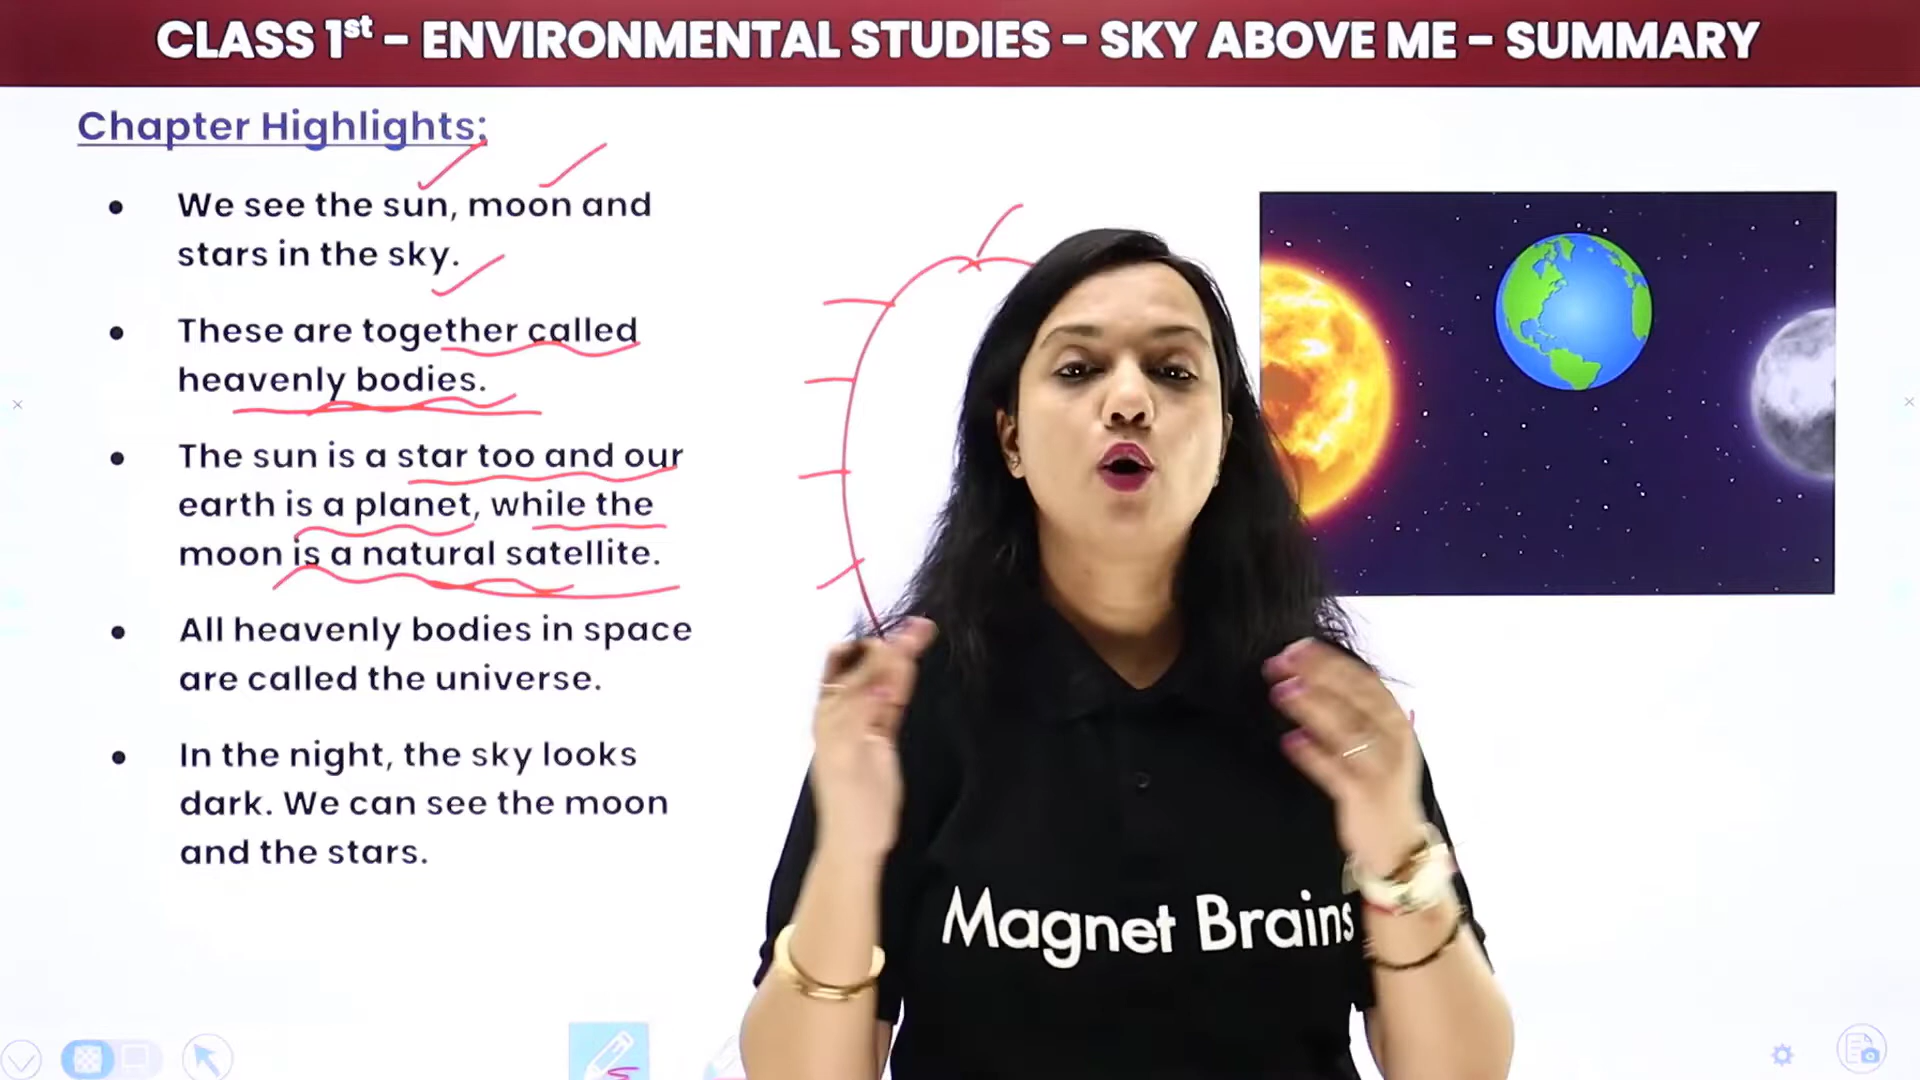 CLASS 1st – ENVIRONMENTAL STUDIES – SKY ABOVE ME – SUMMARY
Chapter Highlights:
• We see the sun, moon and
stars in the sky.
• These are together called
heavenly bodies.
• The sun is a star too and our
earth is a planet, while the
moon is a natural satellite.
• All heavenly bodies in space
are called the universe.
• In the night, the sky looks
dark. We can see the moon
and the stars.
Magnet Brains